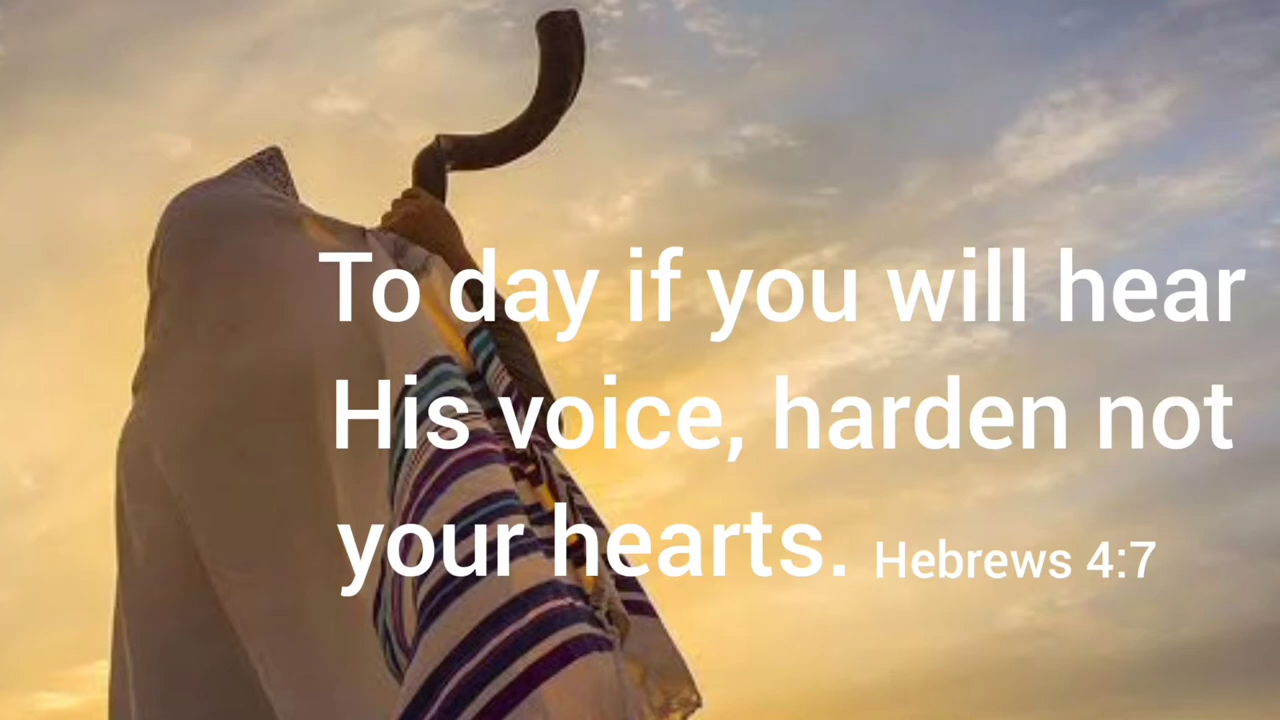 To day if you will hear
His voice, harden not
your hearts. Hebrews 4:7